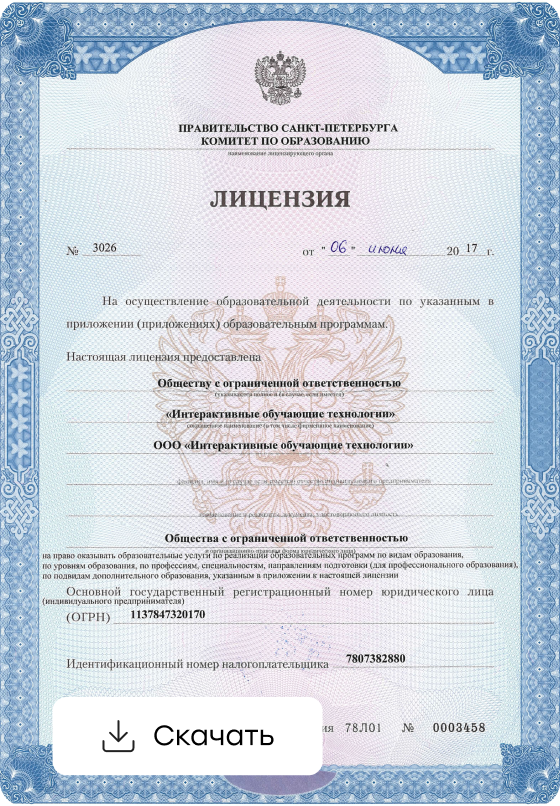 ПРАВИТЕЛЬСТВО САНКТ-ПЕТЕРБУРГА
КОМИТЕТ ПО ОБРАЗОВАНИЮ
наименование лицензирующего органа
ЛИЦЕНЗИЯ
№ 3026 от "06" июня 20 17 г.
На осуществление образовательной деятельности по указанным в
приложении (приложениях) образовательным программам.
Настоящая лицензия предоставлена
Обществу с ограниченной ответственностью
(указывается полное и (в случае, если имеется)
«Интерактивные обучающие технологии»
сокращенное наименование (в том числе фирменное наименование)
ООО «Интерактивные обучающие технологии»
Общества с ограниченной ответственностью
и организационно-правовая форма юридического лица)
на право оказывать образовательные услуги по реализации образовательных программ по видам образования,
по уровням образования, по профессиям, специальностям, направлениям подготовки (для профессионального образования),
по подвидам дополнительного образования, указанным в приложении к настоящей лицензии
Основной государственный регистрационный номер юридического лица
(индивидуального предпринимателя)
(ОГРН) 1137847320170
Идентификационный номер налогоплательщика 7807382880
78Л01 № 0003458
Скачать